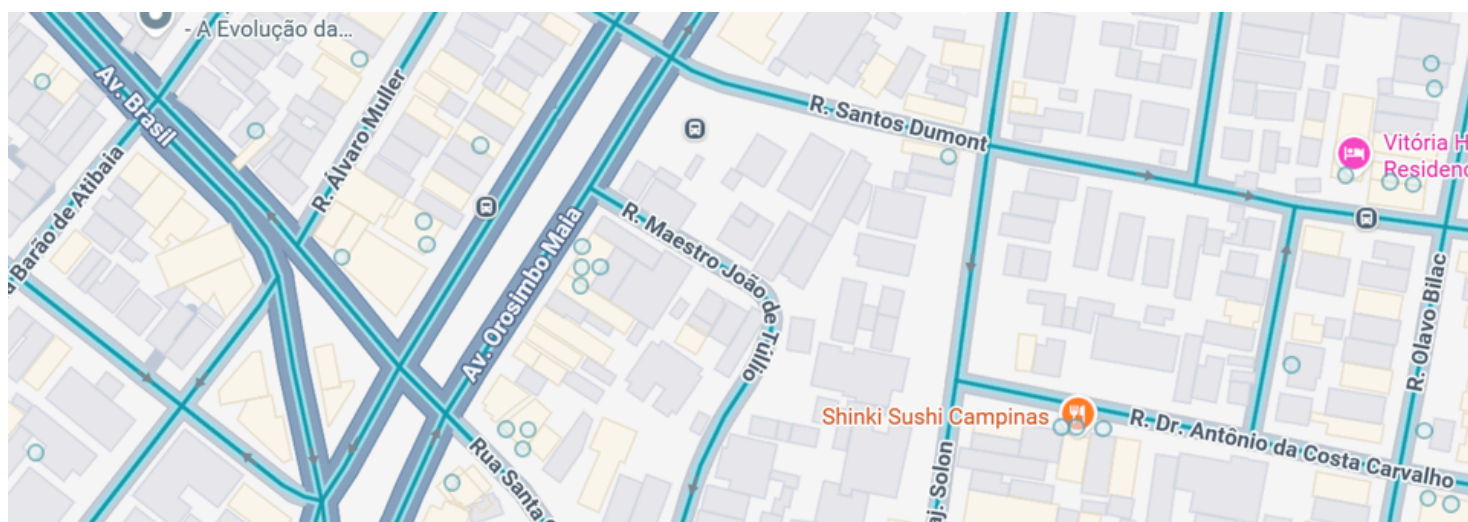 - A Evolução da...
Av. Brasil
R. Álvaro Muller
R. Santos Dumont
Vitória H
Residenc
a Barão de Atibaia
R. Maestro João de Túllio
Av. Orosimbo Maia
R. Olavo Bilac
Shinki Sushi Campinas
R. Dr. Antônio da Costa Carvalho
Rua Santa
aj. Solon